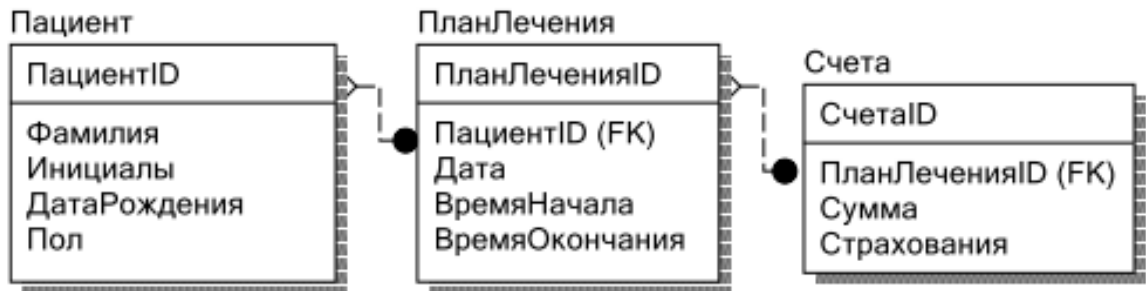 Пациент
ПациентID
Фамилия
Инициалы
ДатаРождения
Пол
ПланЛечения
ПланЛеченияID
ПациентID (FK)
Дата
ВремяНачала
ВремяОкончания
Счета
СчетаID
ПланЛеченияID (FK)
Сумма
Страхования